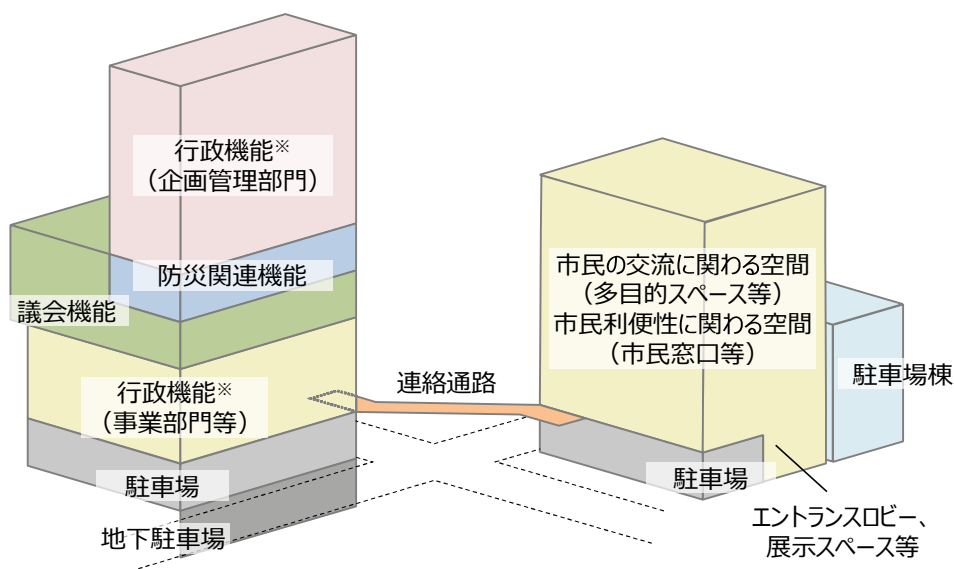 行政機能※
（企画管理部門）
防災関連機能
議会機能
行政機能※
（事業部門等）
駐車場
地下駐車場
連絡通路
市民の交流に関わる空間
（多目的スペース等）
市民利便性に関わる空間
（市民窓口等）
駐車場棟
駐車場
エントランスロビー、
展示スペース等